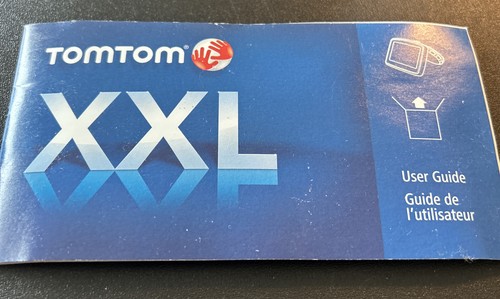 TOMTOM®
XXL
User Guide
Guide de
l'utilisateur